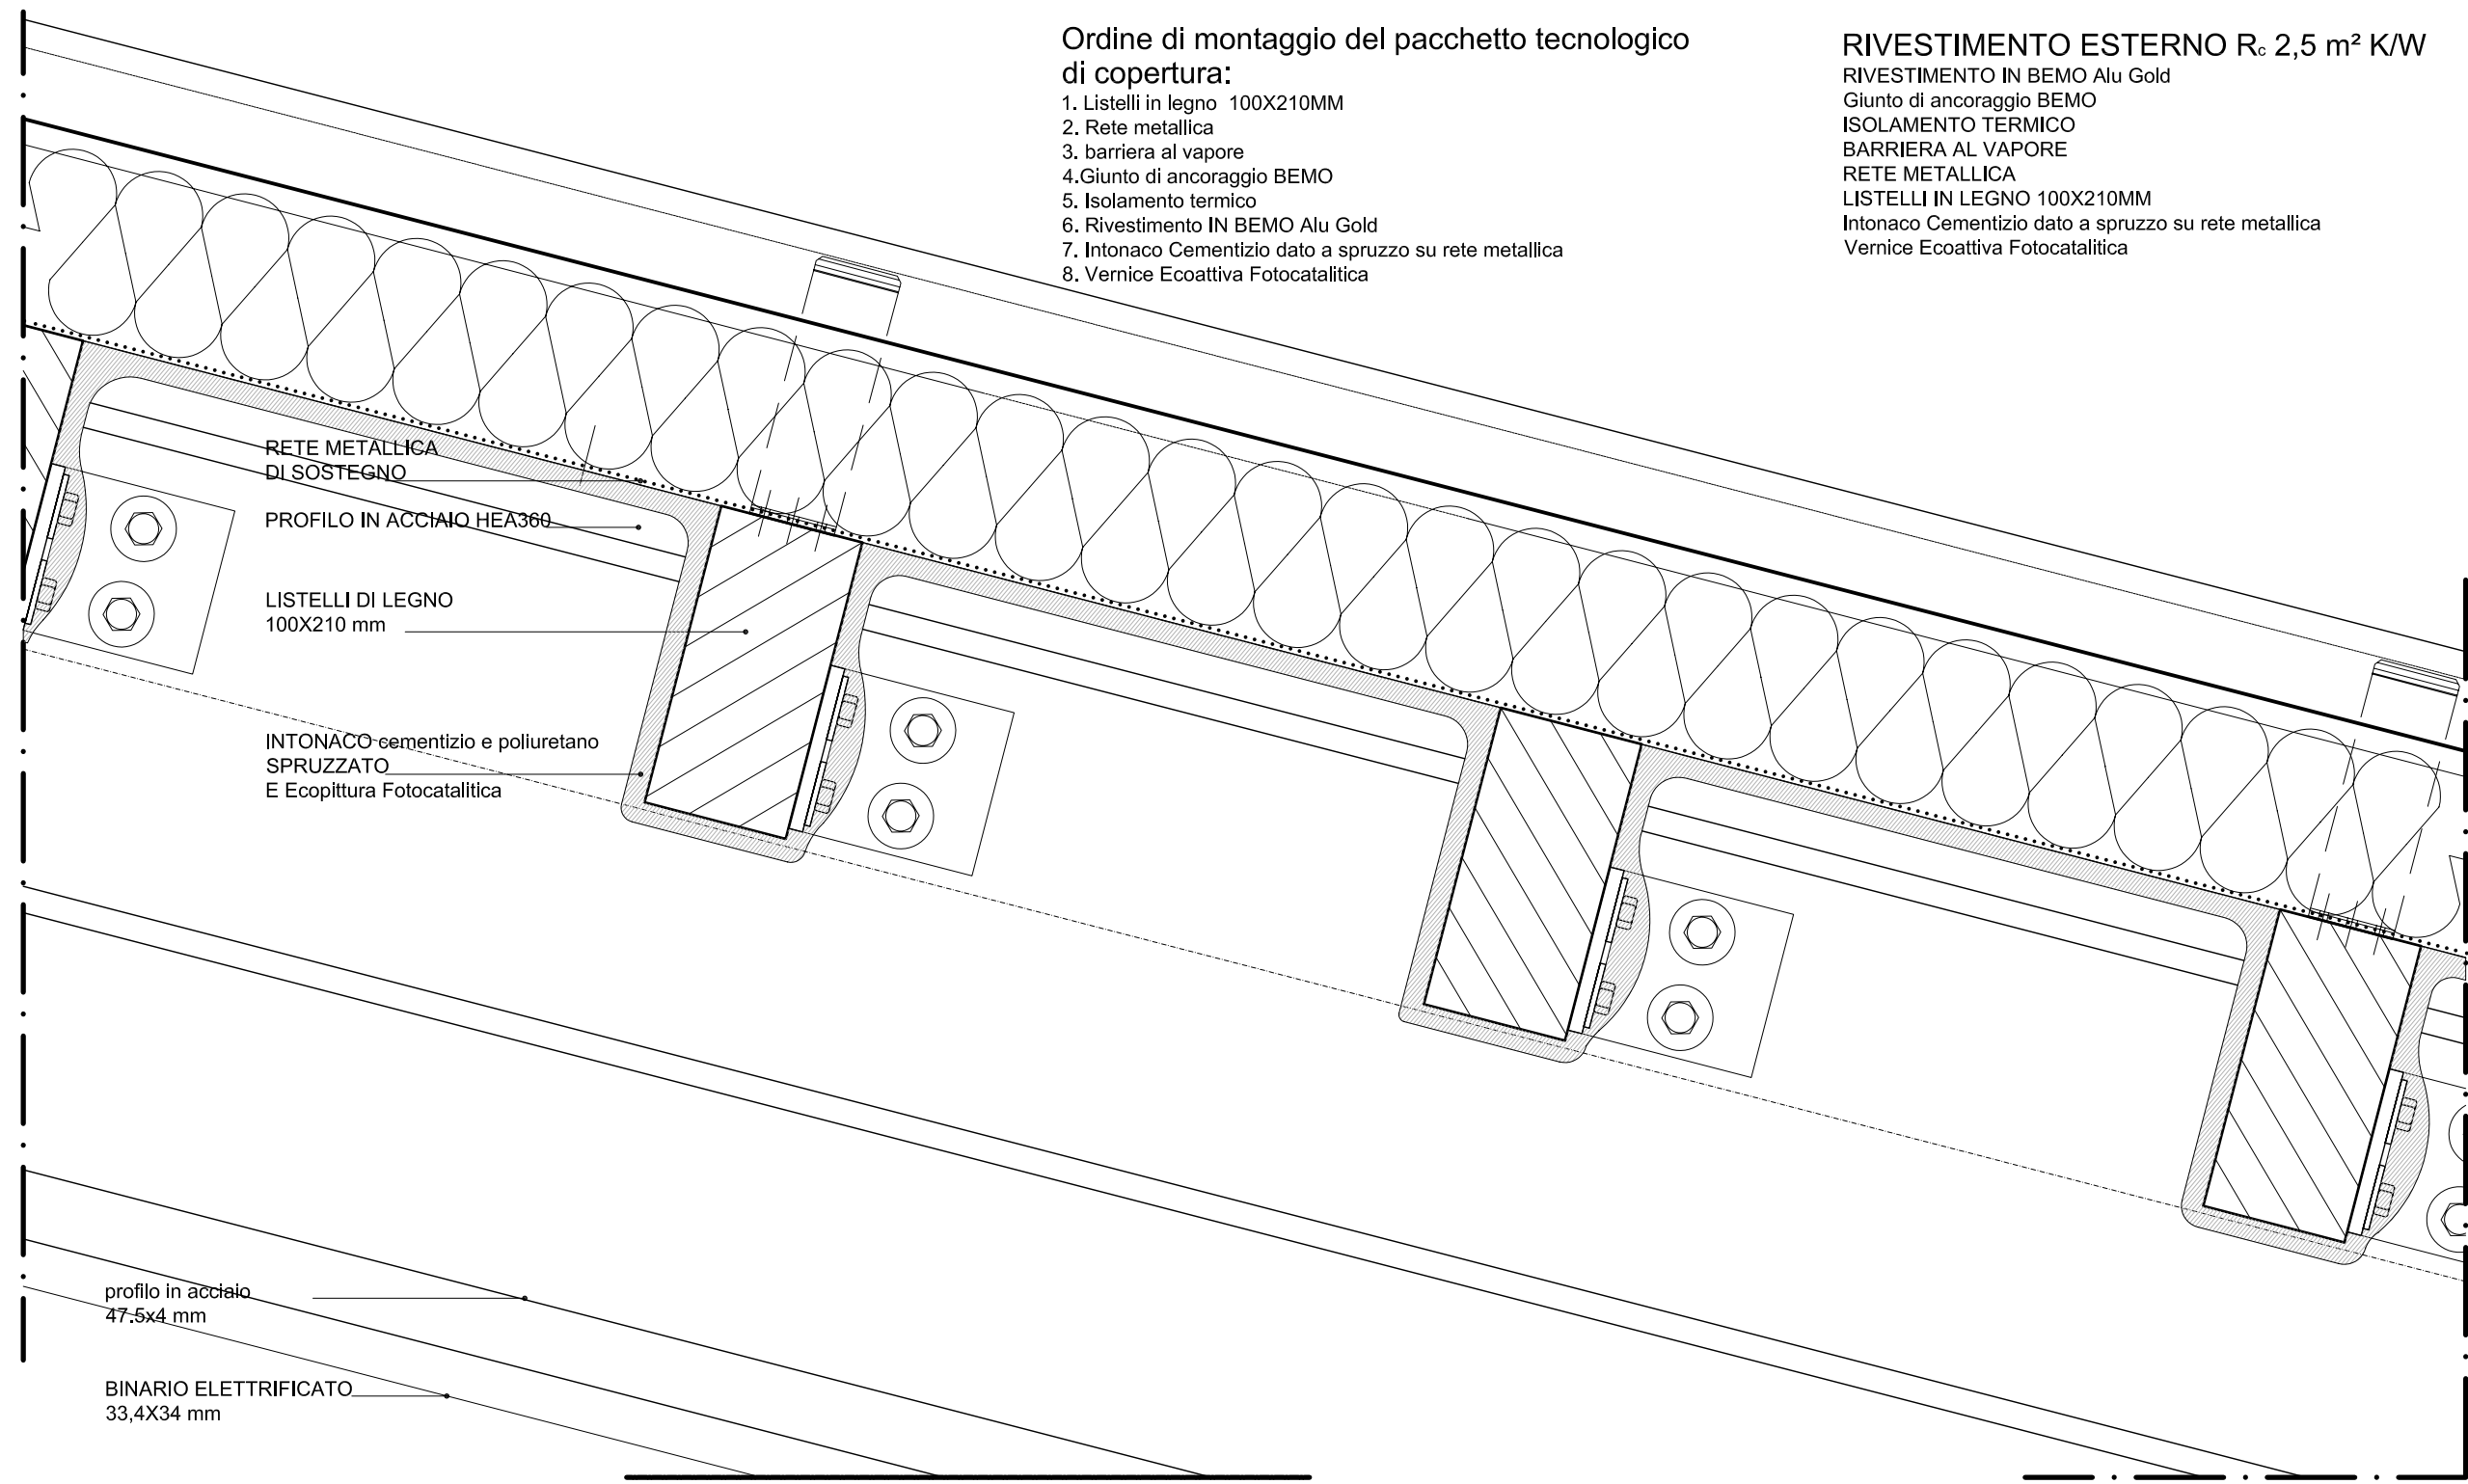 Ordine di montaggio del pacchetto tecnologico
di copertura:
1. Listelli in legno  100X210MM
2. Rete metallica
3. barriera al vapore
4.Giunto di ancoraggio BEMO
5. Isolamento termico
6. Rivestimento IN BEMO Alu Gold
7. Intonaco Cementizio dato a spruzzo su rete metallica
8. Vernice Ecoattiva Fotocatalitica
RIVESTIMENTO ESTERNO Rc 2,5 m² K/W
RIVESTIMENTO IN BEMO Alu Gold
Giunto di ancoraggio BEMO
ISOLAMENTO TERMICO
BARRIERA AL VAPORE
RETE METALLICA
LISTELLI IN LEGNO 100X210MM
Intonaco Cementizio dato a spruzzo su rete metallica
Vernice Ecoattiva Fotocatalitica
RETE METALLICA
DI SOSTEGNO
PROFILO IN ACCIAIO HEA360
LISTELLI DI LEGNO
100X210 mm
INTONACO cementizio e poliuretano
SPRUZZATO
E Ecopittura Fotocatalitica
profilo in acciaio
47.5x4 mm
BINARIO ELETTRIFICATO
33,4X34 mm